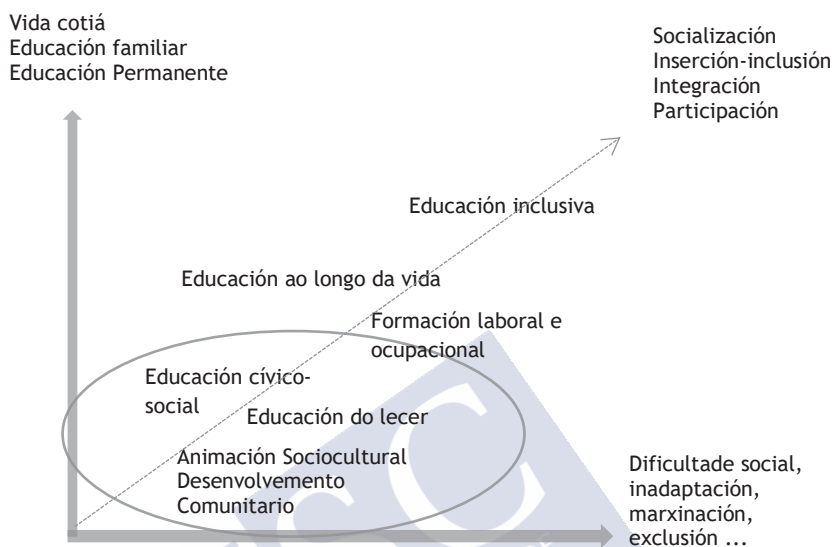 Vida cotiá
Educación familiar
Educación Permanente
Socialización
Inserción-inclusión
Integración
Participación
Educación inclusiva
Educación ao longo da vida
Formación laboral e
ocupacional
Educación cívico-
social
Educación do lecer
Animación Sociocultural
Desenvolvemento
Comunitario
Dificultade social,
inadaptación,
marxinación,
exclusión ...